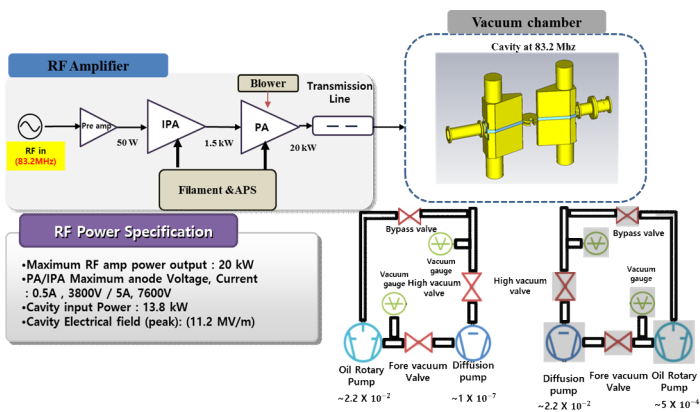 Vacuum chamber
Cavity at 83.2 Mhz
RF Amplifier
Blower
Transmission
Line
Pre amp
IPA
PA
RF in
(83.2MHz)
50 W
1.5 kW
20 kW
Filament &APS
RF Power Specification
•Maximum RF amp power output : 20 kW
•PA/IPA Maximum anode Voltage, Current
: 0.5A , 3800V / 5A, 7600V
•Cavity input Power : 13.8 kW
•Cavity Electrical field (peak): (11.2 MV/m)
Bypass valve
Vacuum
gauge
Vacuum
gauge
High vacuum
valve
Oil Rotary
Pump
Fore vacuum
Valve
Diffusion
pump
~2.2 X 10⁻²
~1 X 10⁻⁷
Bypass valve
High vacuum
valve
Vacuum
gauge
Diffusion
pump
Fore vacuum
Valve
Oil Rotary
Pump
~2.2 X 10⁻²
~5 X 10⁻⁴